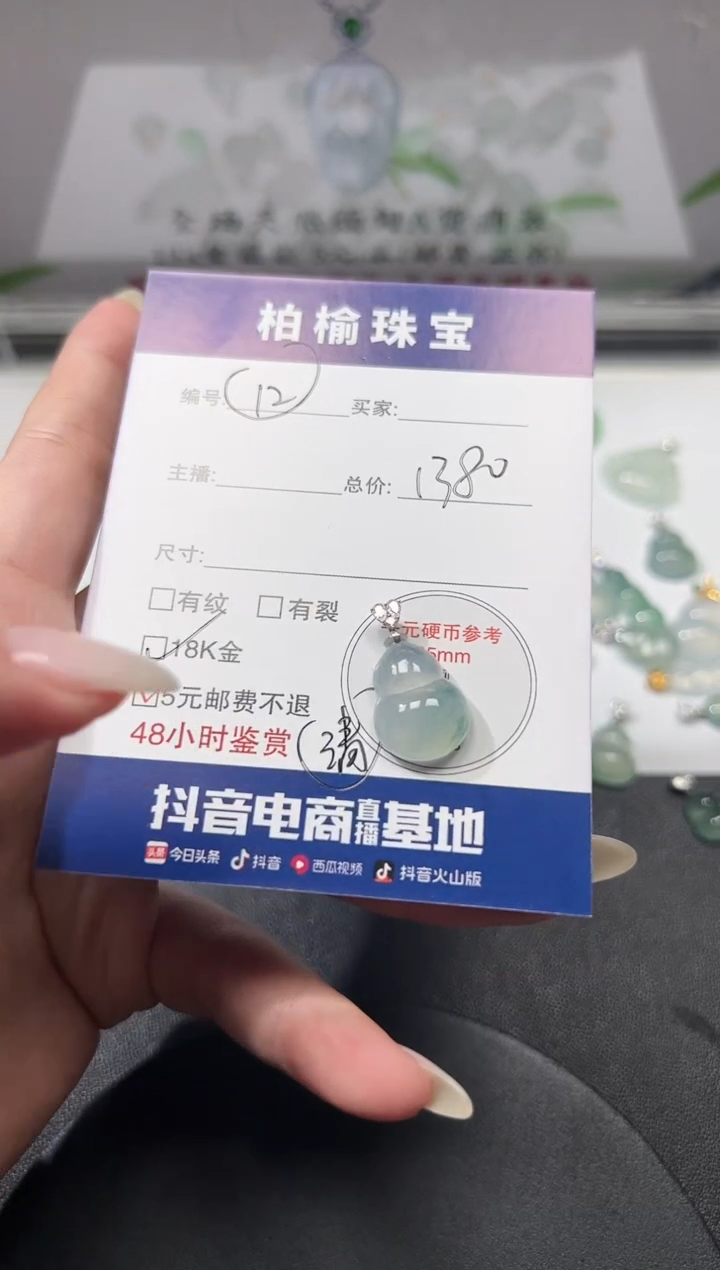 柏榆珠宝
编号: 12 买家:
主播: 总价: 1380
尺寸:
□有纹 □有裂
☑18K金
元硬币参考
5mm
☑5元邮费不退
48小时鉴赏
抖音电商直播基地
头条 今日头条 抖音 西瓜视频 抖音火山版